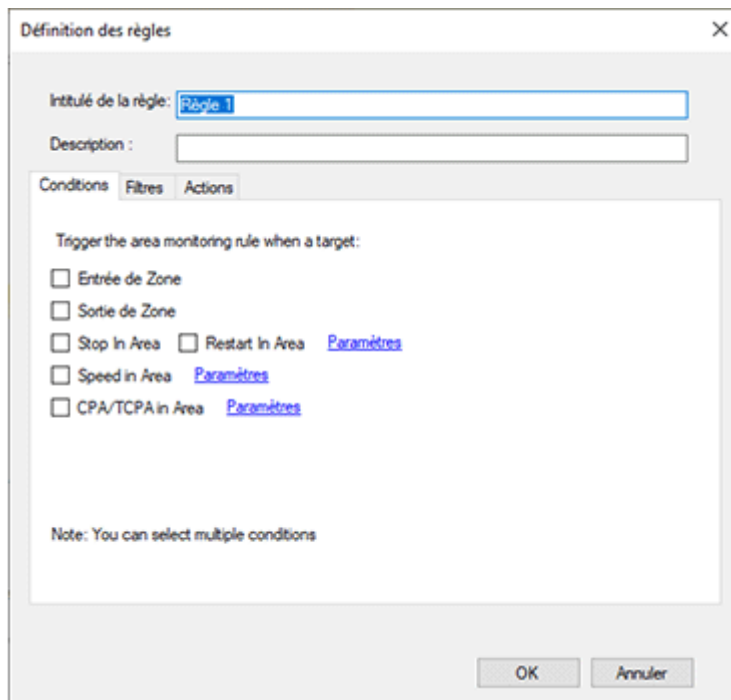 Définition des règles
Intitulé de la règle: Règle 1
Description :
Conditions Filtres Actions
Trigger the area monitoring rule when a target:
Entrée de Zone
Sortie de Zone
Stop In Area Restart In Area Paramètres
Speed in Area Paramètres
CPA/TCPA in Area Paramètres
Note: You can select multiple conditions
OK Annuler